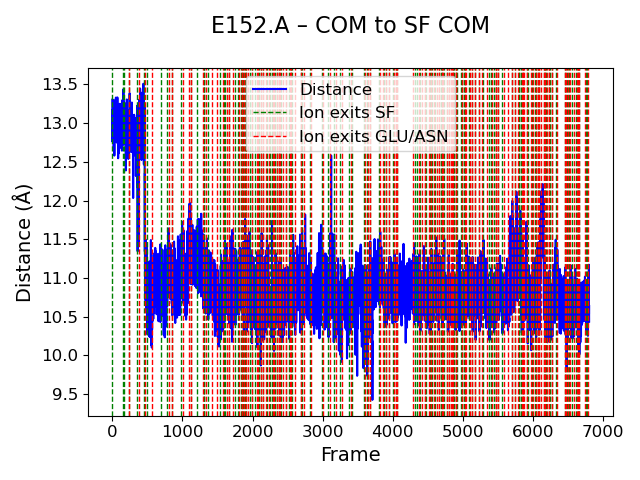 E152.A – COM to SF COM
Distance
Ion exits SF
Ion exits GLU/ASN
13.5
13.0
12.5
12.0
11.5
11.0
10.5
10.0
9.5
Distance (Å)
0 1000 2000 3000 4000 5000 6000 7000
Frame